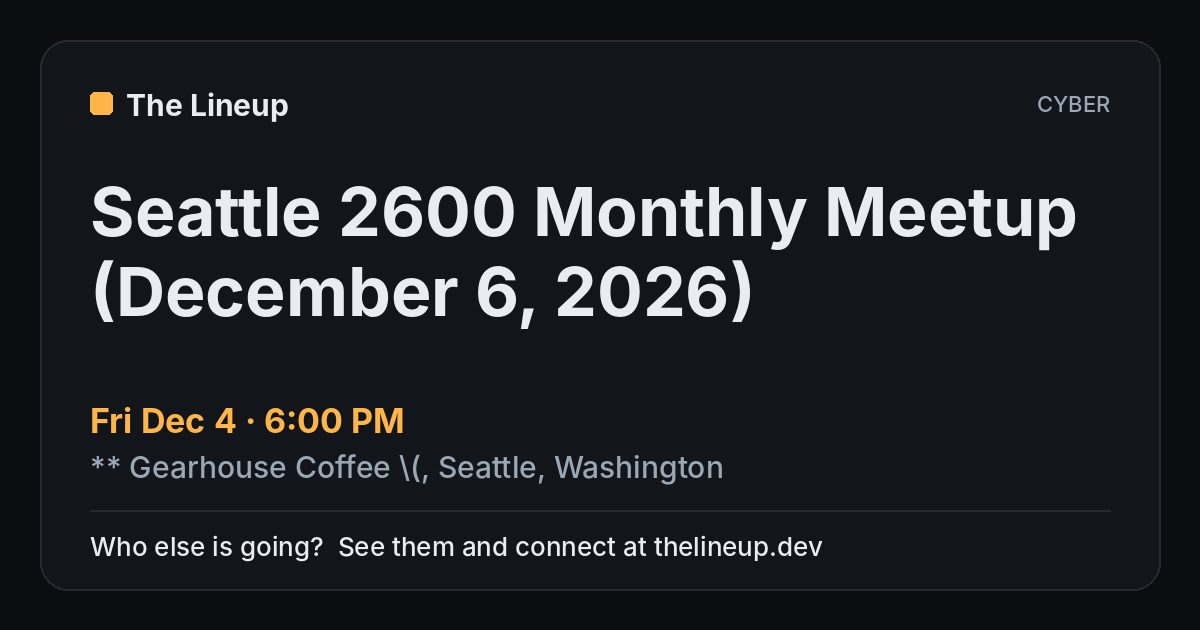 The Lineup
CYBER
Seattle 2600 Monthly Meetup
(December 6, 2026)
Fri Dec 4 · 6:00 PM
** Gearhouse Coffee \(, Seattle, Washington
Who else is going? See them and connect at thelineup.dev